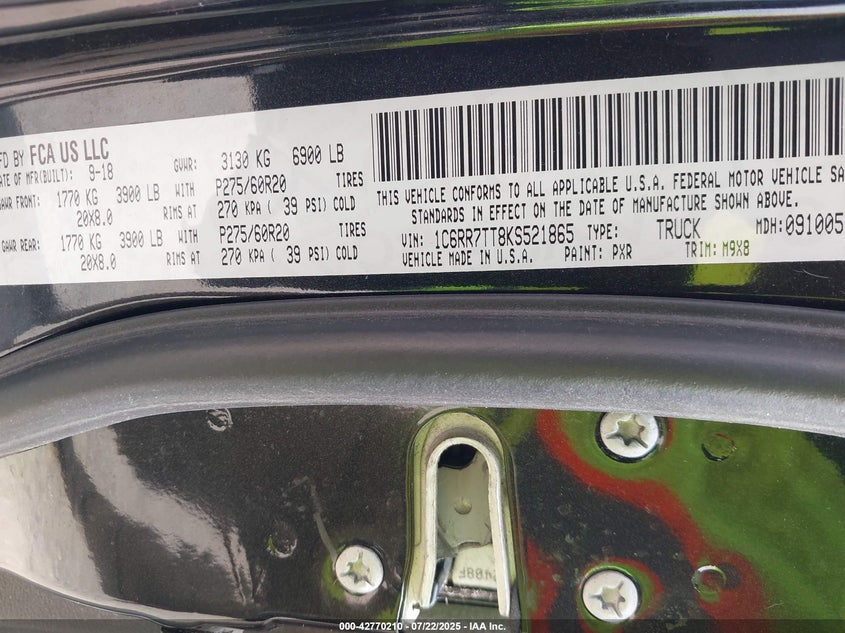 FD BY FCA US LLC
ATE OF MFR(BUILT): 9-18 GVWR: 3130 KG 6900 LB
GAWR FRONT: 1770 KG 3900 LB WITH P275/60R20 TIRES
20X8.0 RIMS AT 270 KPA ( 39 PSI) COLD
GAWR REAR: 1770 KG 3900 LB WITH P275/60R20 TIRES
20X8.0 RIMS AT 270 KPA ( 39 PSI) COLD
THIS VEHICLE CONFORMS TO ALL APPLICABLE U.S.A. FEDERAL MOTOR VEHICLE SA
STANDARDS IN EFFECT ON THE DATE OF MANUFACTURE SHOWN ABOVE.
VIN: 1C6RR7TT8KS521865 TYPE: TRUCK MDH:091005
VEHICLE MADE IN U.S.A. PAINT: PXR TRIM: M9X8
2408F
000-42770210 - 07/22/2025 - IAA Inc.